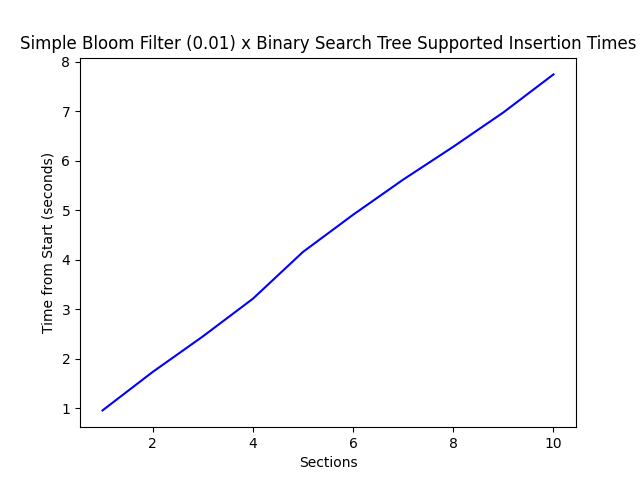 Simple Bloom Filter (0.01) x Binary Search Tree Supported Insertion Times
8
7
6
5
4
3
2
1
Time from Start (seconds)
2 4 6 8 10
Sections